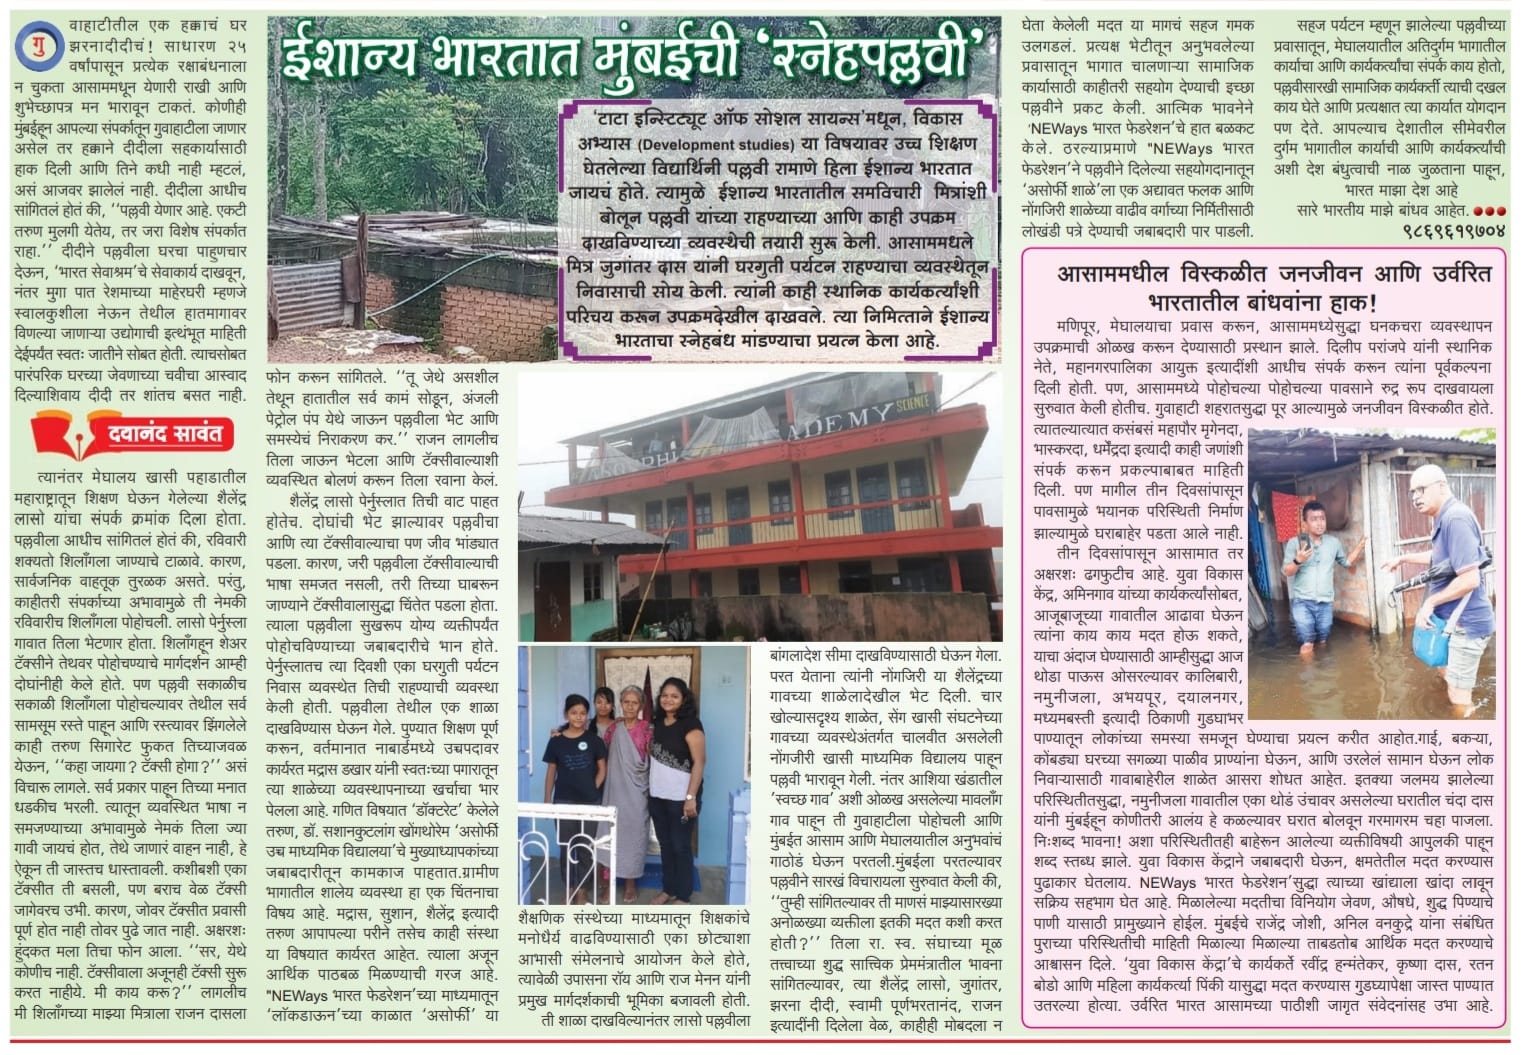 ईशान्य भारतात मुंबईची ‘स्नेहपल्लवी’
‘टाटा इन्स्टिट्यूट ऑफ सोशल सायन्स’मधून, विकास
अभ्यास (Development studies) या विषयावर उच्च शिक्षण
घेतलेल्या विद्यार्थिनी पल्लवी रामाणे हिला ईशान्य भारतात
जायचं होते. त्यामुळे ईशान्य भारतातील समविचारी मित्रांशी
बोलून पल्लवी यांच्या राहण्याच्या आणि काही उपक्रम
दाखविण्याच्या व्यवस्थेची तयारी सुरू केली. आसाममधले
मित्र जुगांतर दास यांनी घरगुती पर्यटन राहण्याचा व्यवस्थेतून
निवासाची सोय केली. त्यांनी काही स्थानिक कार्यकर्त्यांशी
परिचय करून उपक्रमदेखील दाखवले. त्या निमित्ताने ईशान्य
भारताचा स्नेहबंध मांडण्याचा प्रयत्न केला आहे.
गु
वाहाटीतील एक हक्काचं घर
झरनादीदीचं! साधारण २५
वर्षांपासून प्रत्येक रक्षाबंधनाला
न चुकता आसाममधून येणारी राखी आणि
शुभेच्छापत्र मन भारावून टाकतं. कोणीही
मुंबईहून आपल्या संपर्कातून गुवाहाटीला जाणार
असेल तर हक्काने दीदीला सहकार्यासाठी
हाक दिली आणि तिने कधी नाही म्हटलं,
असं आजवर झालेलं नाही. दीदीला आधीच
सांगितलं होतं की, ‘‘पल्लवी येणार आहे. एकटी
तरुण मुलगी येतेय, तर जरा विशेष संपर्कात
राहा.’’ दीदीने पल्लवीला घरचा पाहुणचार
देऊन, ‘भारत सेवाश्रम’चे सेवाकार्य दाखवून,
नंतर मुगा पात रेशमाच्या माहेरघरी म्हणजे
स्वालकुशीला नेऊन तेथील हातमागावर
विणल्या जाणाऱ्या उद्योगाची इत्थंभूत माहिती
देईपर्यंत स्वतः जातीने सोबत होती. त्याचसोबत
पारंपरिक घरच्या जेवणाच्या चवीचा आस्वाद
दिल्याशिवाय दीदी तर शांतच बसत नाही.
दयानंद सावंत
त्यानंतर मेघालय खासी पहाडातील
महाराष्ट्रातून शिक्षण घेऊन गेलेल्या शैलेंद्र
लासो यांचा संपर्क क्रमांक दिला होता.
पल्लवीला आधीच सांगितलं होतं की, रविवारी
शक्यतो शिलाँगला जाण्याचे टाळावे. कारण,
सार्वजनिक वाहतूक तुरळक असते. परंतु,
काहीतरी संपर्काच्या अभावामुळे ती नेमकी
रविवारीच शिलाँगला पोहोचली. लासो पेर्नुस्ला
गावात तिला भेटणार होता. शिलाँगहून शेअर
टॅक्सीने तेथवर पोहोचण्याचे मार्गदर्शन आम्ही
दोघांनीही केले होते. पण पल्लवी सकाळीच
सकाळी शिलाँगला पोहोचल्यावर तेथील सर्व
सामसूम रस्ते पाहून आणि रस्त्यावर झिंगलेले
काही तरुण सिगारेट फुकत तिच्याजवळ
येऊन, ‘‘कहा जायगा? टॅक्सी होगा?’’ असं
विचारू लागले. सर्व प्रकार पाहून तिच्या मनात
धडकीच भरली. त्यातून व्यवस्थित भाषा न
समजण्याच्या अभावामुळे नेमकं तिला ज्या
गावी जायचं होत, तेथे जाणारं वाहन नाही, हे
ऐकून ती जास्तच धास्तावली. कशीबशी एका
टॅक्सीत ती बसली, पण बराच वेळ टॅक्सी
जागेवरच उभी. कारण, जोवर टॅक्सीत प्रवासी
पूर्ण होत नाही तोवर पुढे जात नाही. अक्षरशः
हुंदकत मला तिचा फोन आला. ‘‘सर, येथे
कोणीच नाही. टॅक्सीवाला अजूनही टॅक्सी सुरू
करत नाहीये. मी काय करू?’’ लागलीच
मी शिलाँगच्या माझ्या मित्राला राजन दासला
फोन करून सांगितले. ‘‘तू जेथे असशील
तेथून हातातील सर्व कामं सोडून, अंजली
पेट्रोल पंप येथे जाऊन पल्लवीला भेट आणि
समस्येचं निराकरण कर.’’ राजन लागलीच
तिला जाऊन भेटला आणि टॅक्सीवाल्याशी
व्यवस्थित बोलणं करून तिला रवाना केलं.
शैलेंद्र लासो पेर्नुस्लात तिची वाट पाहत
होतेच. दोघांची भेट झाल्यावर पल्लवीचा
आणि त्या टॅक्सीवाल्याचा पण जीव भांड्यात
पडला. कारण, जरी पल्लवीला टॅक्सीवाल्याची
भाषा समजत नसली, तरी तिच्या घाबरून
जाण्याने टॅक्सीवालासुद्धा चिंतेत पडला होता.
त्याला पल्लवीला सुखरूप योग्य व्यक्तीपर्यंत
पोहोचविण्याच्या जबाबदारीचे भान होते.
पेर्नुस्लातच त्या दिवशी एका घरगुती पर्यटन
निवास व्यवस्थेत तिची राहण्याची व्यवस्था
केली होती. पल्लवीला तेथील एक शाळा
दाखविण्यास घेऊन गेले. पुण्यात शिक्षण पूर्ण
करून, वर्तमानात नाबार्डमध्ये उच्चपदावर
कार्यरत मद्रास डखार यांनी स्वतःच्या पगारातून
त्या शाळेच्या व्यवस्थापनाच्या खर्चाचा भार
पेलला आहे. गणित विषयात ‘डॉक्टरेट’ केलेले
तरुण, डॉ. सशानकुटलांग खोंगथोरेम ‘असोर्फी
उच्च माध्यमिक विद्यालया’चे मुख्याध्यापकांच्या
जबाबदारीतून कामकाज पाहतात.ग्रामीण
भागातील शालेय व्यवस्था हा एक चिंतनाचा
विषय आहे. मद्रास, सुशान, शैलेंद्र इत्यादी
तरुण आपापल्या परीने तसेच काही संस्था
या विषयात कार्यरत आहेत. त्याला अजून
आर्थिक पाठबळ मिळण्याची गरज आहे.
"NEWays भारत फेडरेशन’च्या माध्यमातून
‘लॉकडाऊन’च्या काळात ‘असोर्फी’ या
SCIENCE
ADEMY
शैक्षणिक संस्थेच्या माध्यमातून शिक्षकांचे
मनोधैर्य वाढविण्यासाठी एका छोट्याशा
आभासी संमेलनाचे आयोजन केले होते,
त्यावेळी उपासना रॉय आणि राज मेनन यांनी
प्रमुख मार्गदर्शकाची भूमिका बजावली होती.
ती शाळा दाखविल्यानंतर लासो पल्लवीला
बांगलादेश सीमा दाखविण्यासाठी घेऊन गेला.
परत येताना त्यांनी नोंगजिरी या शैलेंद्रच्या
गावच्या शाळेलादेखील भेट दिली. चार
खोल्यासदृश्य शाळेत, सेंग खासी संघटनेच्या
गावच्या व्यवस्थेअंतर्गत चालवीत असलेली
नोंगजीरी खासी माध्यमिक विद्यालय पाहून
पल्लवी भारावून गेली. नंतर आशिया खंडातील
‘स्वच्छ गाव’ अशी ओळख असलेल्या मावलाँग
गाव पाहून ती गुवाहाटीला पोहोचली आणि
मुंबईत आसाम आणि मेघालयातील अनुभवांचं
गाठोडं घेऊन परतली.मुंबईला परतल्यावर
पल्लवीने सारखं विचारायला सुरुवात केली की,
‘‘तुम्ही सांगितल्यावर ती माणसं माझ्यासारख्या
अनोळख्या व्यक्तीला इतकी मदत कशी करत
होती?’’ तिला रा. स्व. संघाच्या मूळ
तत्त्वाच्या शुद्ध सात्त्विक प्रेममंत्रातील भावना
सांगितल्यावर, त्या शैलेंद्र लासो, जुगांतर,
झरना दीदी, स्वामी पूर्णभरतानंद, राजन
इत्यादींनी दिलेला वेळ, काहीही मोबदला न
घेता केलेली मदत या मागचं सहज गमक
उलगडलं. प्रत्यक्ष भेटीतून अनुभवलेल्या
प्रवासातून भागात चालणाऱ्या सामाजिक
कार्यासाठी काहीतरी सहयोग देण्याची इच्छा
पल्लवीने प्रकट केली. आत्मिक भावनेने
‘NEWays भारत फेडरेशन’चे हात बळकट
केले. ठरल्याप्रमाणे "NEWays भारत
फेडरेशन’ने पल्लवीने दिलेल्या सहयोगदानातून
‘असोर्फी शाळे’ला एक अद्यावत फलक आणि
नोंगजिरी शाळेच्या वाढीव वर्गाच्या निर्मितीसाठी
लोखंडी पत्रे देण्याची जबाबदारी पार पाडली.
सहज पर्यटन म्हणून झालेल्या पल्लवीच्या
प्रवासातून, मेघालयातील अतिदुर्गम भागातील
कार्याचा आणि कार्यकर्त्यांचा संपर्क काय होतो,
पल्लवीसारखी सामाजिक कार्यकर्ती त्याची दखल
काय घेते आणि प्रत्यक्षात त्या कार्यात योगदान
पण देते. आपल्याच देशातील सीमेवरील
दुर्गम भागातील कार्याची आणि कार्यकर्त्यांची
अशी देश बंधुत्वाची नाळ जुळताना पाहून,
भारत माझा देश आहे
सारे भारतीय माझे बांधव आहेत.
९८६९६१९७०४
आसाममधील विस्कळीत जनजीवन आणि उर्वरित
भारतातील बांधवांना हाक!
मणिपूर, मेघालयाचा प्रवास करून, आसाममध्येसुद्धा घनकचरा व्यवस्थापन
उपक्रमाची ओळख करून देण्यासाठी प्रस्थान झाले. दिलीप परांजपे यांनी स्थानिक
नेते, महानगरपालिका आयुक्त इत्यादींशी आधीच संपर्क करून त्यांना पूर्वकल्पना
दिली होती. पण, आसाममध्ये पोहोचल्या पोहोचल्या पावसाने रुद्र रूप दाखवायला
सुरुवात केली होतीच. गुवाहाटी शहरातसुद्धा पूर आल्यामुळे जनजीवन विस्कळीत होते.
त्यातल्यात्यात कसंबसं महापौर मृगेनदा,
भास्करदा, धर्मेंद्रदा इत्यादी काही जणांशी
संपर्क करून प्रकल्पाबाबत माहिती
दिली. पण मागील तीन दिवसांपासून
पावसामुळे भयानक परिस्थिती निर्माण
झाल्यामुळे घराबाहेर पडता आले नाही.
तीन दिवसांपासून आसामात तर
अक्षरशः ढगफुटीच आहे. युवा विकास
केंद्र, अमिनगाव यांच्या कार्यकर्त्यांसोबत,
आजूबाजूच्या गावातील आढावा घेऊन
त्यांना काय काय मदत होऊ शकते,
याचा अंदाज घेण्यासाठी आम्हीसुद्धा आज
थोडा पाऊस ओसरल्यावर कालिबारी,
नमुनीजला, अभयपूर, दयालनगर,
मध्यमबस्ती इत्यादी ठिकाणी गुडघाभर
पाण्यातून लोकांच्या समस्या समजून घेण्याचा प्रयत्न करीत आहोत.गाई, बकऱ्या,
कोंबड्या घरच्या सगळ्या पाळीव प्राण्यांना घेऊन, आणि उरलेलं सामान घेऊन लोक
निवाऱ्यासाठी गावाबाहेरील शाळेत आसरा शोधत आहेत. इतक्या जलमय झालेल्या
परिस्थितीतसुद्धा, नमुनीजला गावातील एका थोडं उंचावर असलेल्या घरातील चंदा दास
यांनी मुंबईहून कोणीतरी आलंय हे कळल्यावर घरात बोलवून गरमागरम चहा पाजला.
निःशब्द भावना! अशा परिस्थितीतही बाहेरून आलेल्या व्यक्तीविषयी आपुलकी पाहून
शब्द स्तब्ध झाले. युवा विकास केंद्राने जबाबदारी घेऊन, क्षमतेतील मदत करण्यास
पुढाकार घेतलाय. NEWays भारत फेडरेशन’सुद्धा त्याच्या खांद्याला खांदा लावून
सक्रिय सहभाग घेत आहे. मिळालेल्या मदतीचा विनियोग जेवण, औषधे, शुद्ध पिण्याचे
पाणी यासाठी प्रामुख्याने होईल. मुंबईचे राजेंद्र जोशी, अनिल वनकुद्रे यांना संबंधित
पुराच्या परिस्थितीची माहिती मिळाल्या मिळाल्या ताबडतोब आर्थिक मदत करण्याचे
आश्वासन दिले. ‘युवा विकास केंद्रा’चे कार्यकर्ते रवींद्र हन्मंतेकर, कृष्णा दास, रतन
बोडो आणि महिला कार्यकर्त्या पिंकी यासुद्धा मदत करण्यास गुडघ्यापेक्षा जास्त पाण्यात
उतरल्या होत्या. उर्वरित भारत आसामच्या पाठीशी जागृत संवेदनांसह उभा आहे.